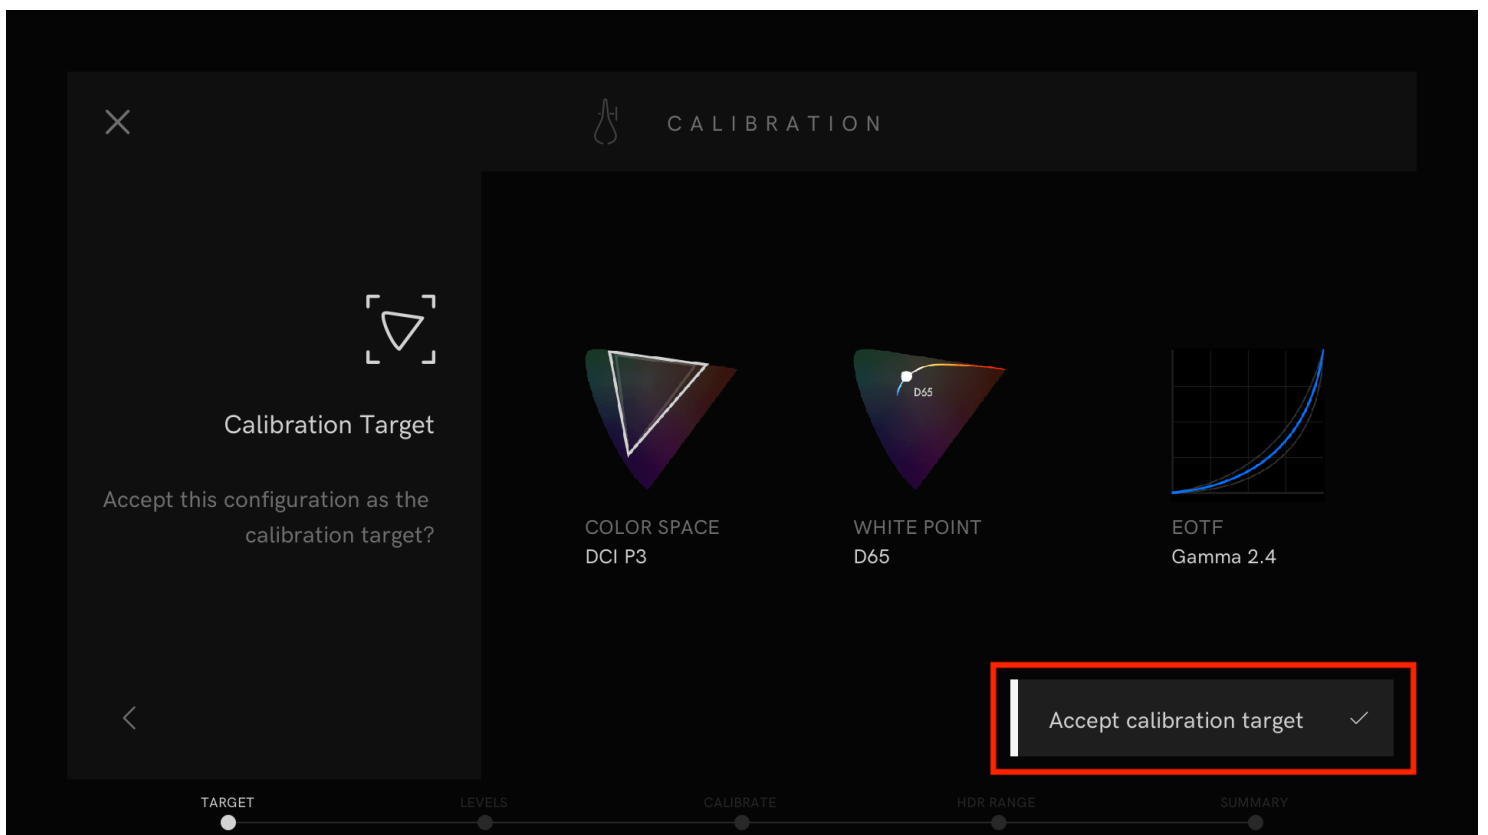 CALIBRATION
Calibration Target
Accept this configuration as the
calibration target?
D65
COLOR SPACE
DCI P3
WHITE POINT
D65
EOTF
Gamma 2.4
Accept calibration target
TARGET
LEVELS
CALIBRATE
HDR RANGE
SUMMARY